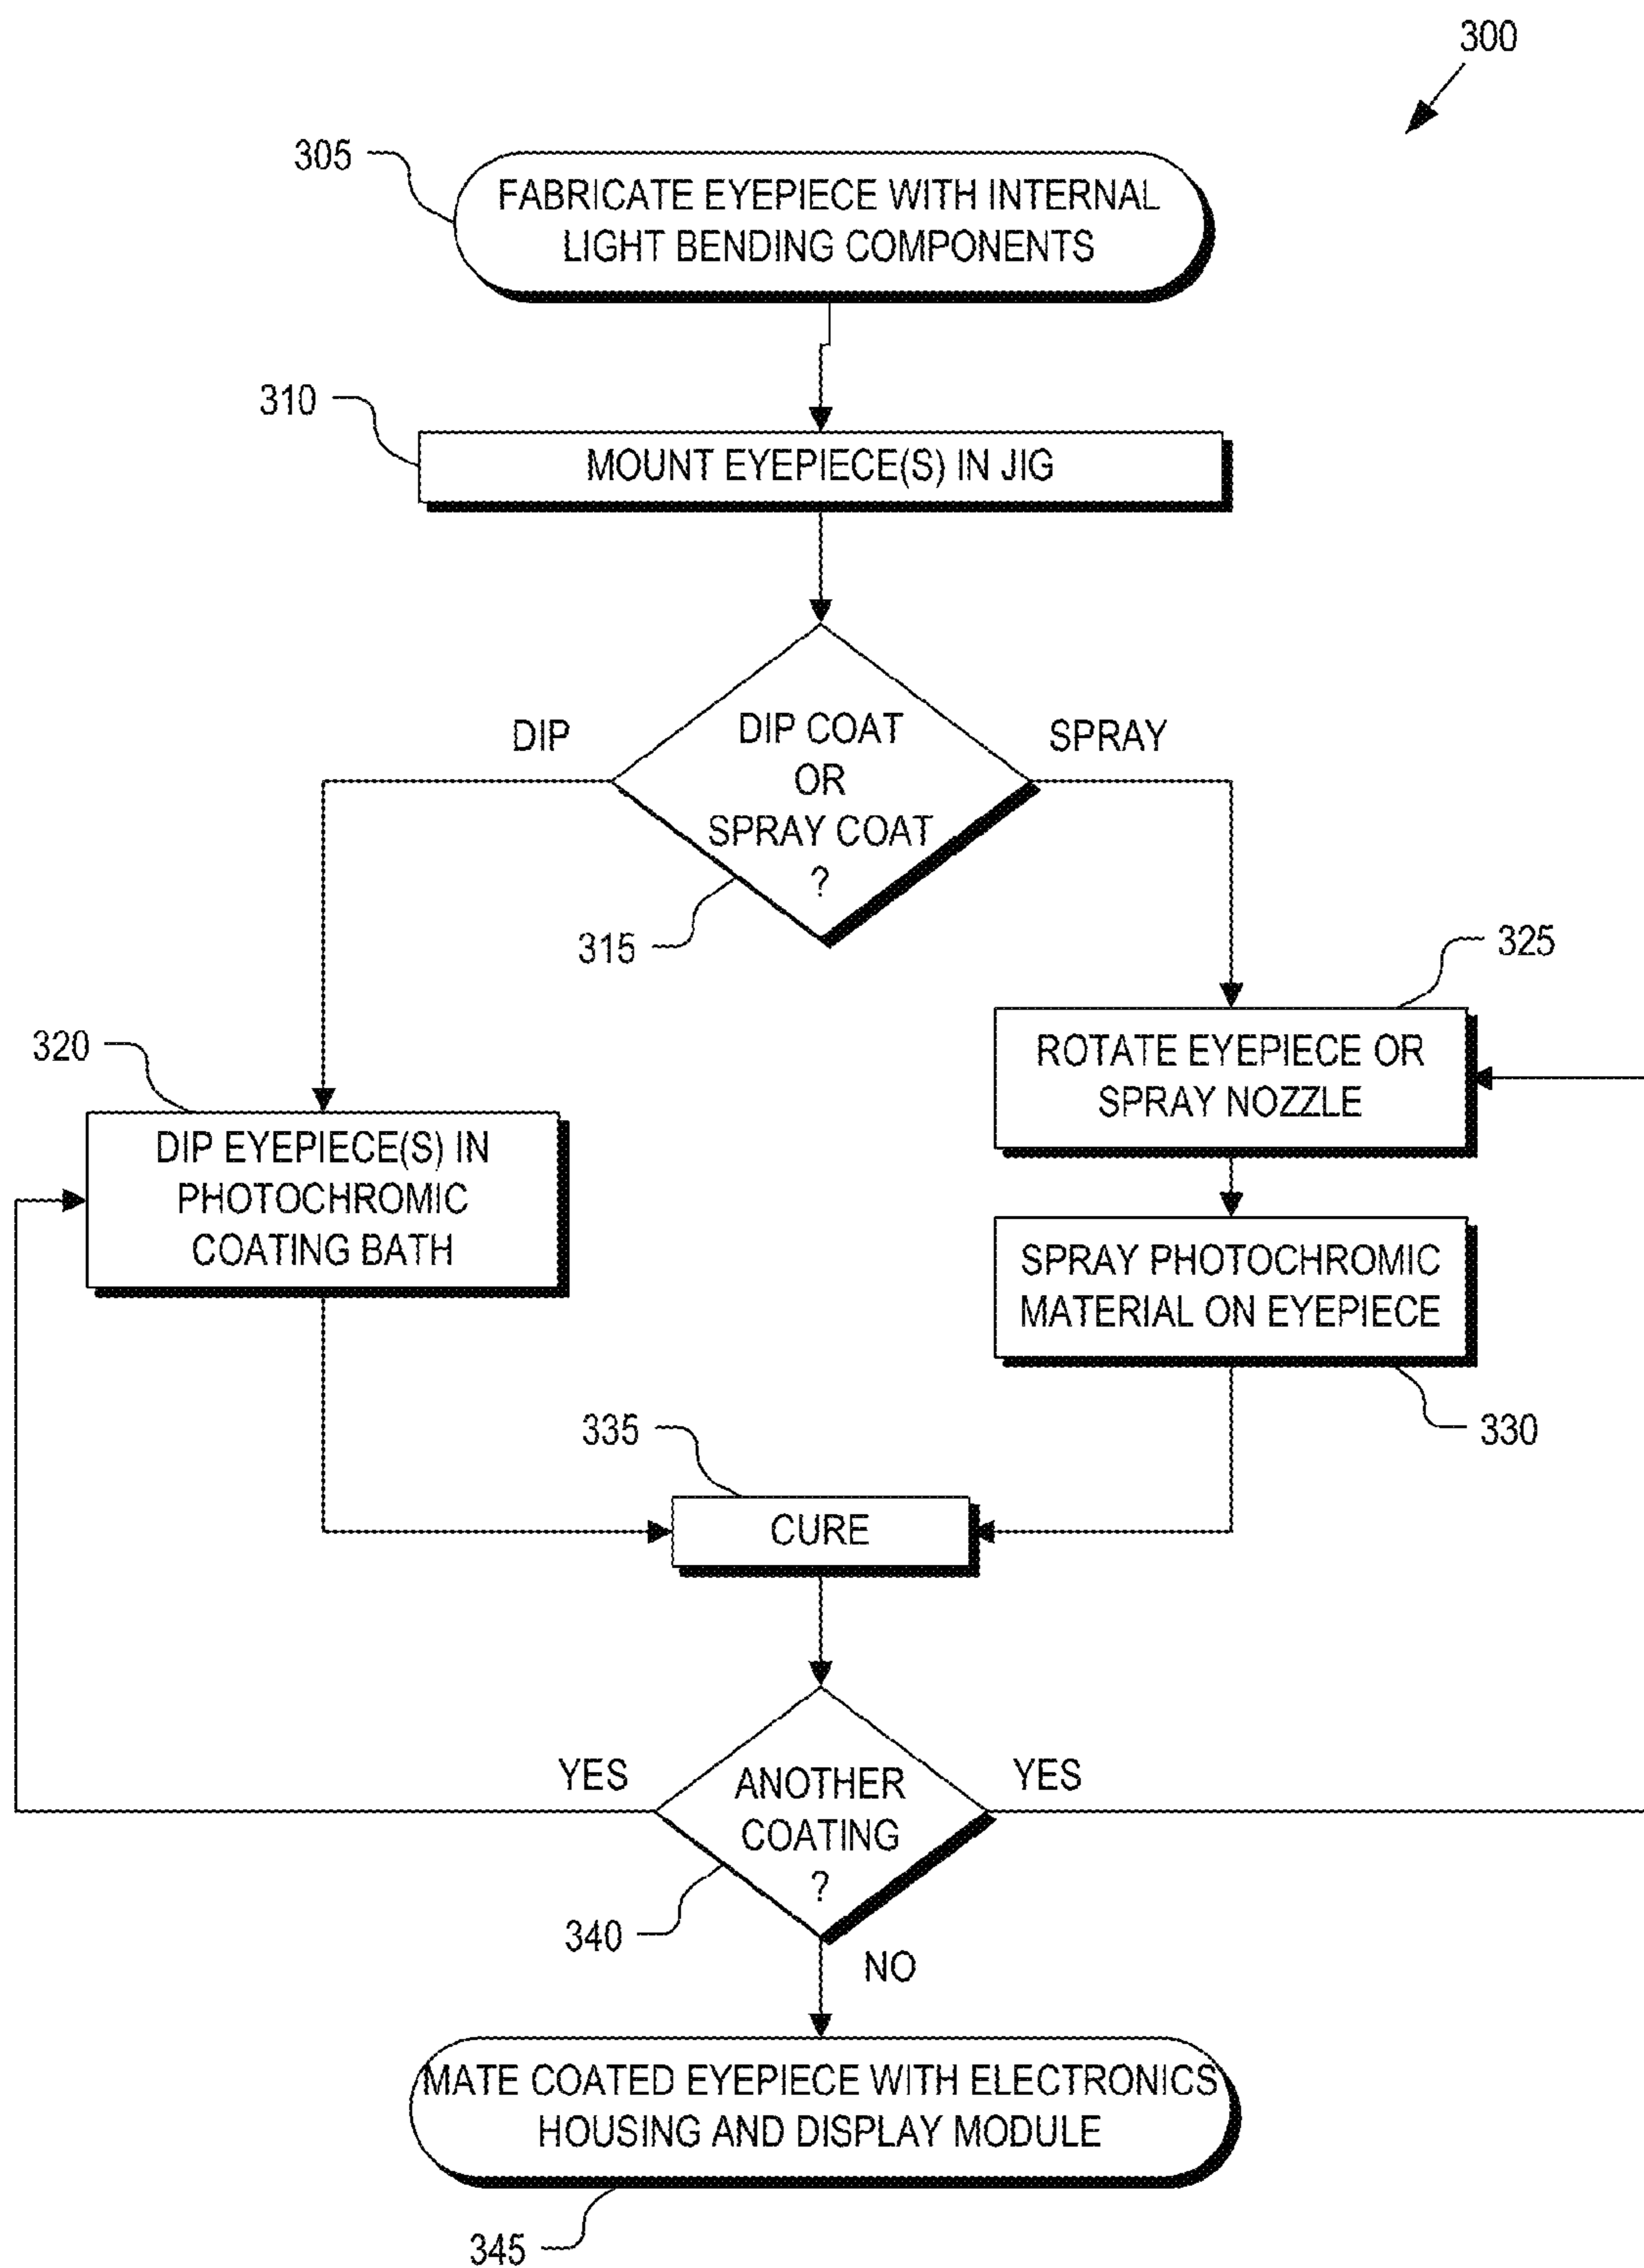 300
305
FABRICATE EYEPIECE WITH INTERNAL
LIGHT BENDING COMPONENTS
310
MOUNT EYEPIECE(S) IN JIG
DIP
DIP COAT
OR
SPRAY COAT
?
SPRAY
315
325
ROTATE EYEPIECE OR
SPRAY NOZZLE
320
DIP EYEPIECE(S) IN
PHOTOCHROMIC
COATING BATH
SPRAY PHOTOCHROMIC
MATERIAL ON EYEPIECE
330
335
CURE
YES
ANOTHER
COATING
?
YES
340
NO
MATE COATED EYEPIECE WITH ELECTRONICS
HOUSING AND DISPLAY MODULE
345